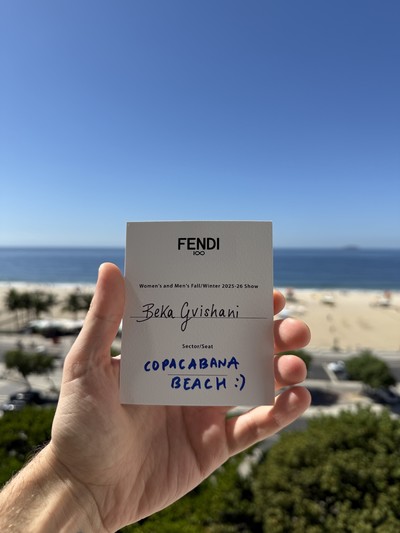 FENDI
100
Women's and Men's Fall/Winter 2025-26 Show
Beka Gvishani
Sector/Seat
COPACABANA
BEACH :)